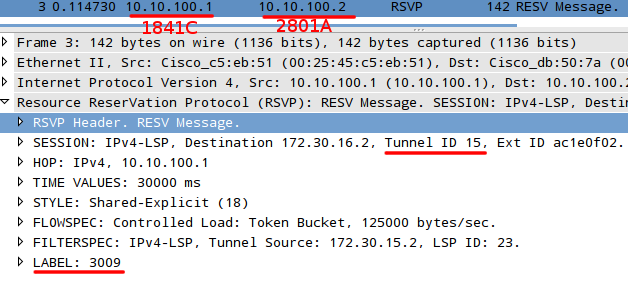 3 0.114730 10.10.100.1 10.10.100.2 RSVP 142 RESV Message.
1841C 2801A
Frame 3: 142 bytes on wire (1136 bits), 142 bytes captured (1136 bits)
Ethernet II, Src: Cisco_c5:eb:51 (00:25:45:c5:eb:51), Dst: Cisco_db:50:7a (00
Internet Protocol Version 4, Src: 10.10.100.1 (10.10.100.1), Dst: 10.10.100.2
Resource ReserVation Protocol (RSVP): RESV Message. SESSION: IPv4-LSP, Destin
RSVP Header. RESV Message.
SESSION: IPv4-LSP, Destination 172.30.16.2, Tunnel ID 15, Ext ID ac1e0f02.
HOP: IPv4, 10.10.100.1
TIME VALUES: 30000 ms
STYLE: Shared-Explicit (18)
FLOWSPEC: Controlled Load: Token Bucket, 125000 bytes/sec.
FILTERSPEC: IPv4-LSP, Tunnel Source: 172.30.15.2, LSP ID: 23.
LABEL: 3009